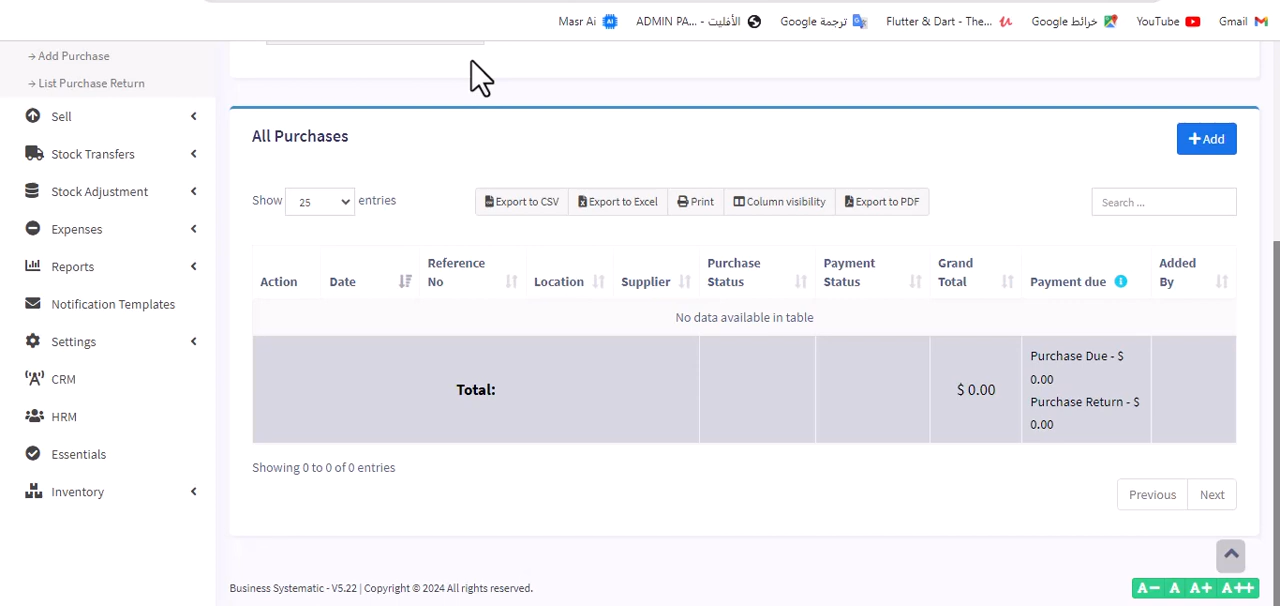 Masr Ai ADMIN PA... - الأفليت ترجمة Google Flutter & Dart - The... خرائط Google YouTube Gmail
→ Add Purchase
→ List Purchase Return
Sell
Stock Transfers
Stock Adjustment
Expenses
Reports
Notification Templates
Settings
CRM
HRM
Essentials
Inventory
All Purchases
+ Add
Show 25 entries
Export to CSV Export to Excel Print Column visibility Export to PDF
Search ...
Action Date Reference No Location Supplier Purchase Status Payment Status Grand Total Payment due Added By
No data available in table
Total:
$ 0.00
Purchase Due - $
0.00
Purchase Return - $
0.00
Showing 0 to 0 of 0 entries
Previous Next
Business Systematic - V5.22 | Copyright © 2024 All rights reserved.
A- A A+ A++